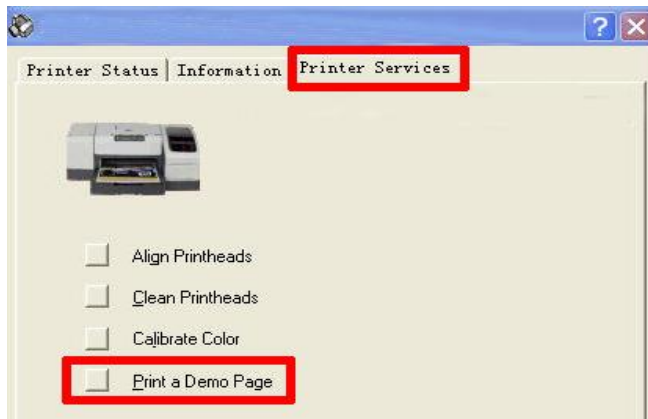 Printer Status Information Printer Services
Align Printheads
Clean Printheads
Calibrate Color
Print a Demo Page